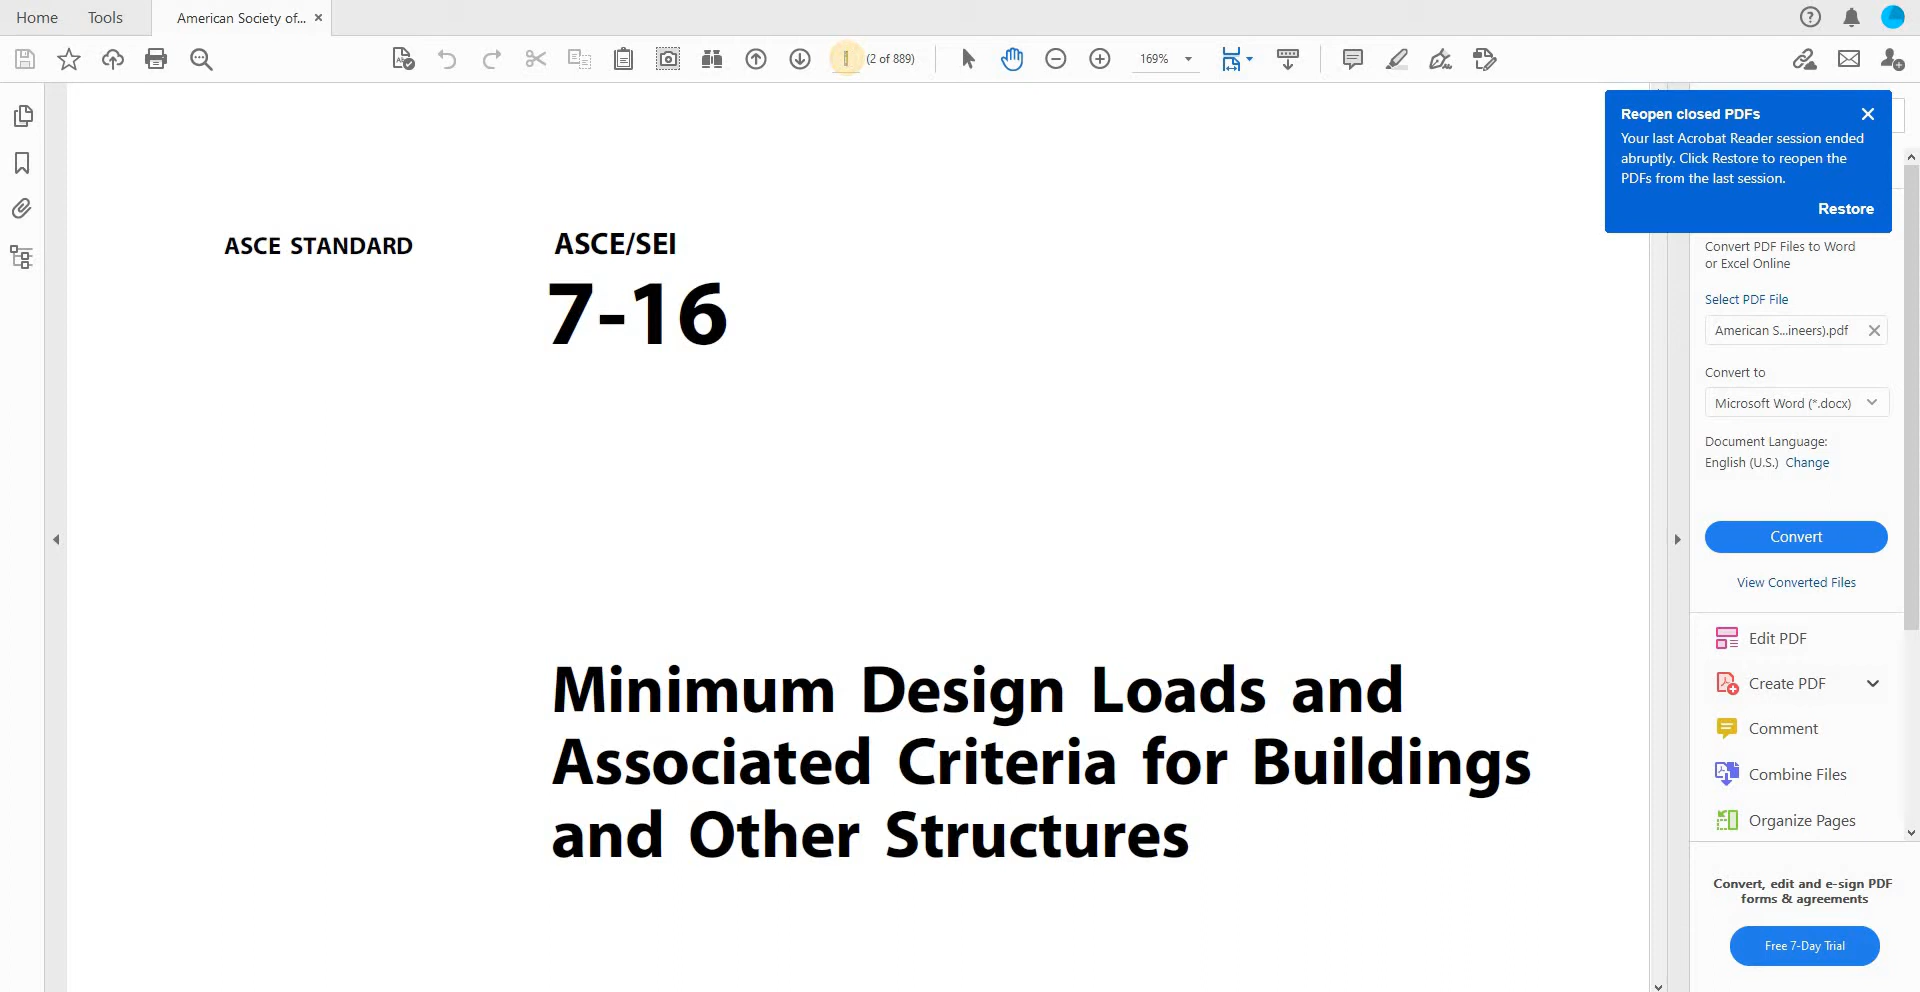 Home
Tools
American Society of...
(2 of 889)
169%
Reopen closed PDFs
Your last Acrobat Reader session ended
abruptly. Click Restore to reopen the
PDFs from the last session.
Restore
ASCE STANDARD
ASCE/SEI
7-16
Minimum Design Loads and
Associated Criteria for Buildings
and Other Structures
Convert PDF Files to Word
or Excel Online
Select PDF File
American S...ineers).pdf
Convert to
Microsoft Word (*.docx)
Document Language:
English (U.S.) Change
Convert
View Converted Files
Edit PDF
Create PDF
Comment
Combine Files
Organize Pages
Convert, edit and e-sign PDF
forms & agreements
Free 7-Day Trial